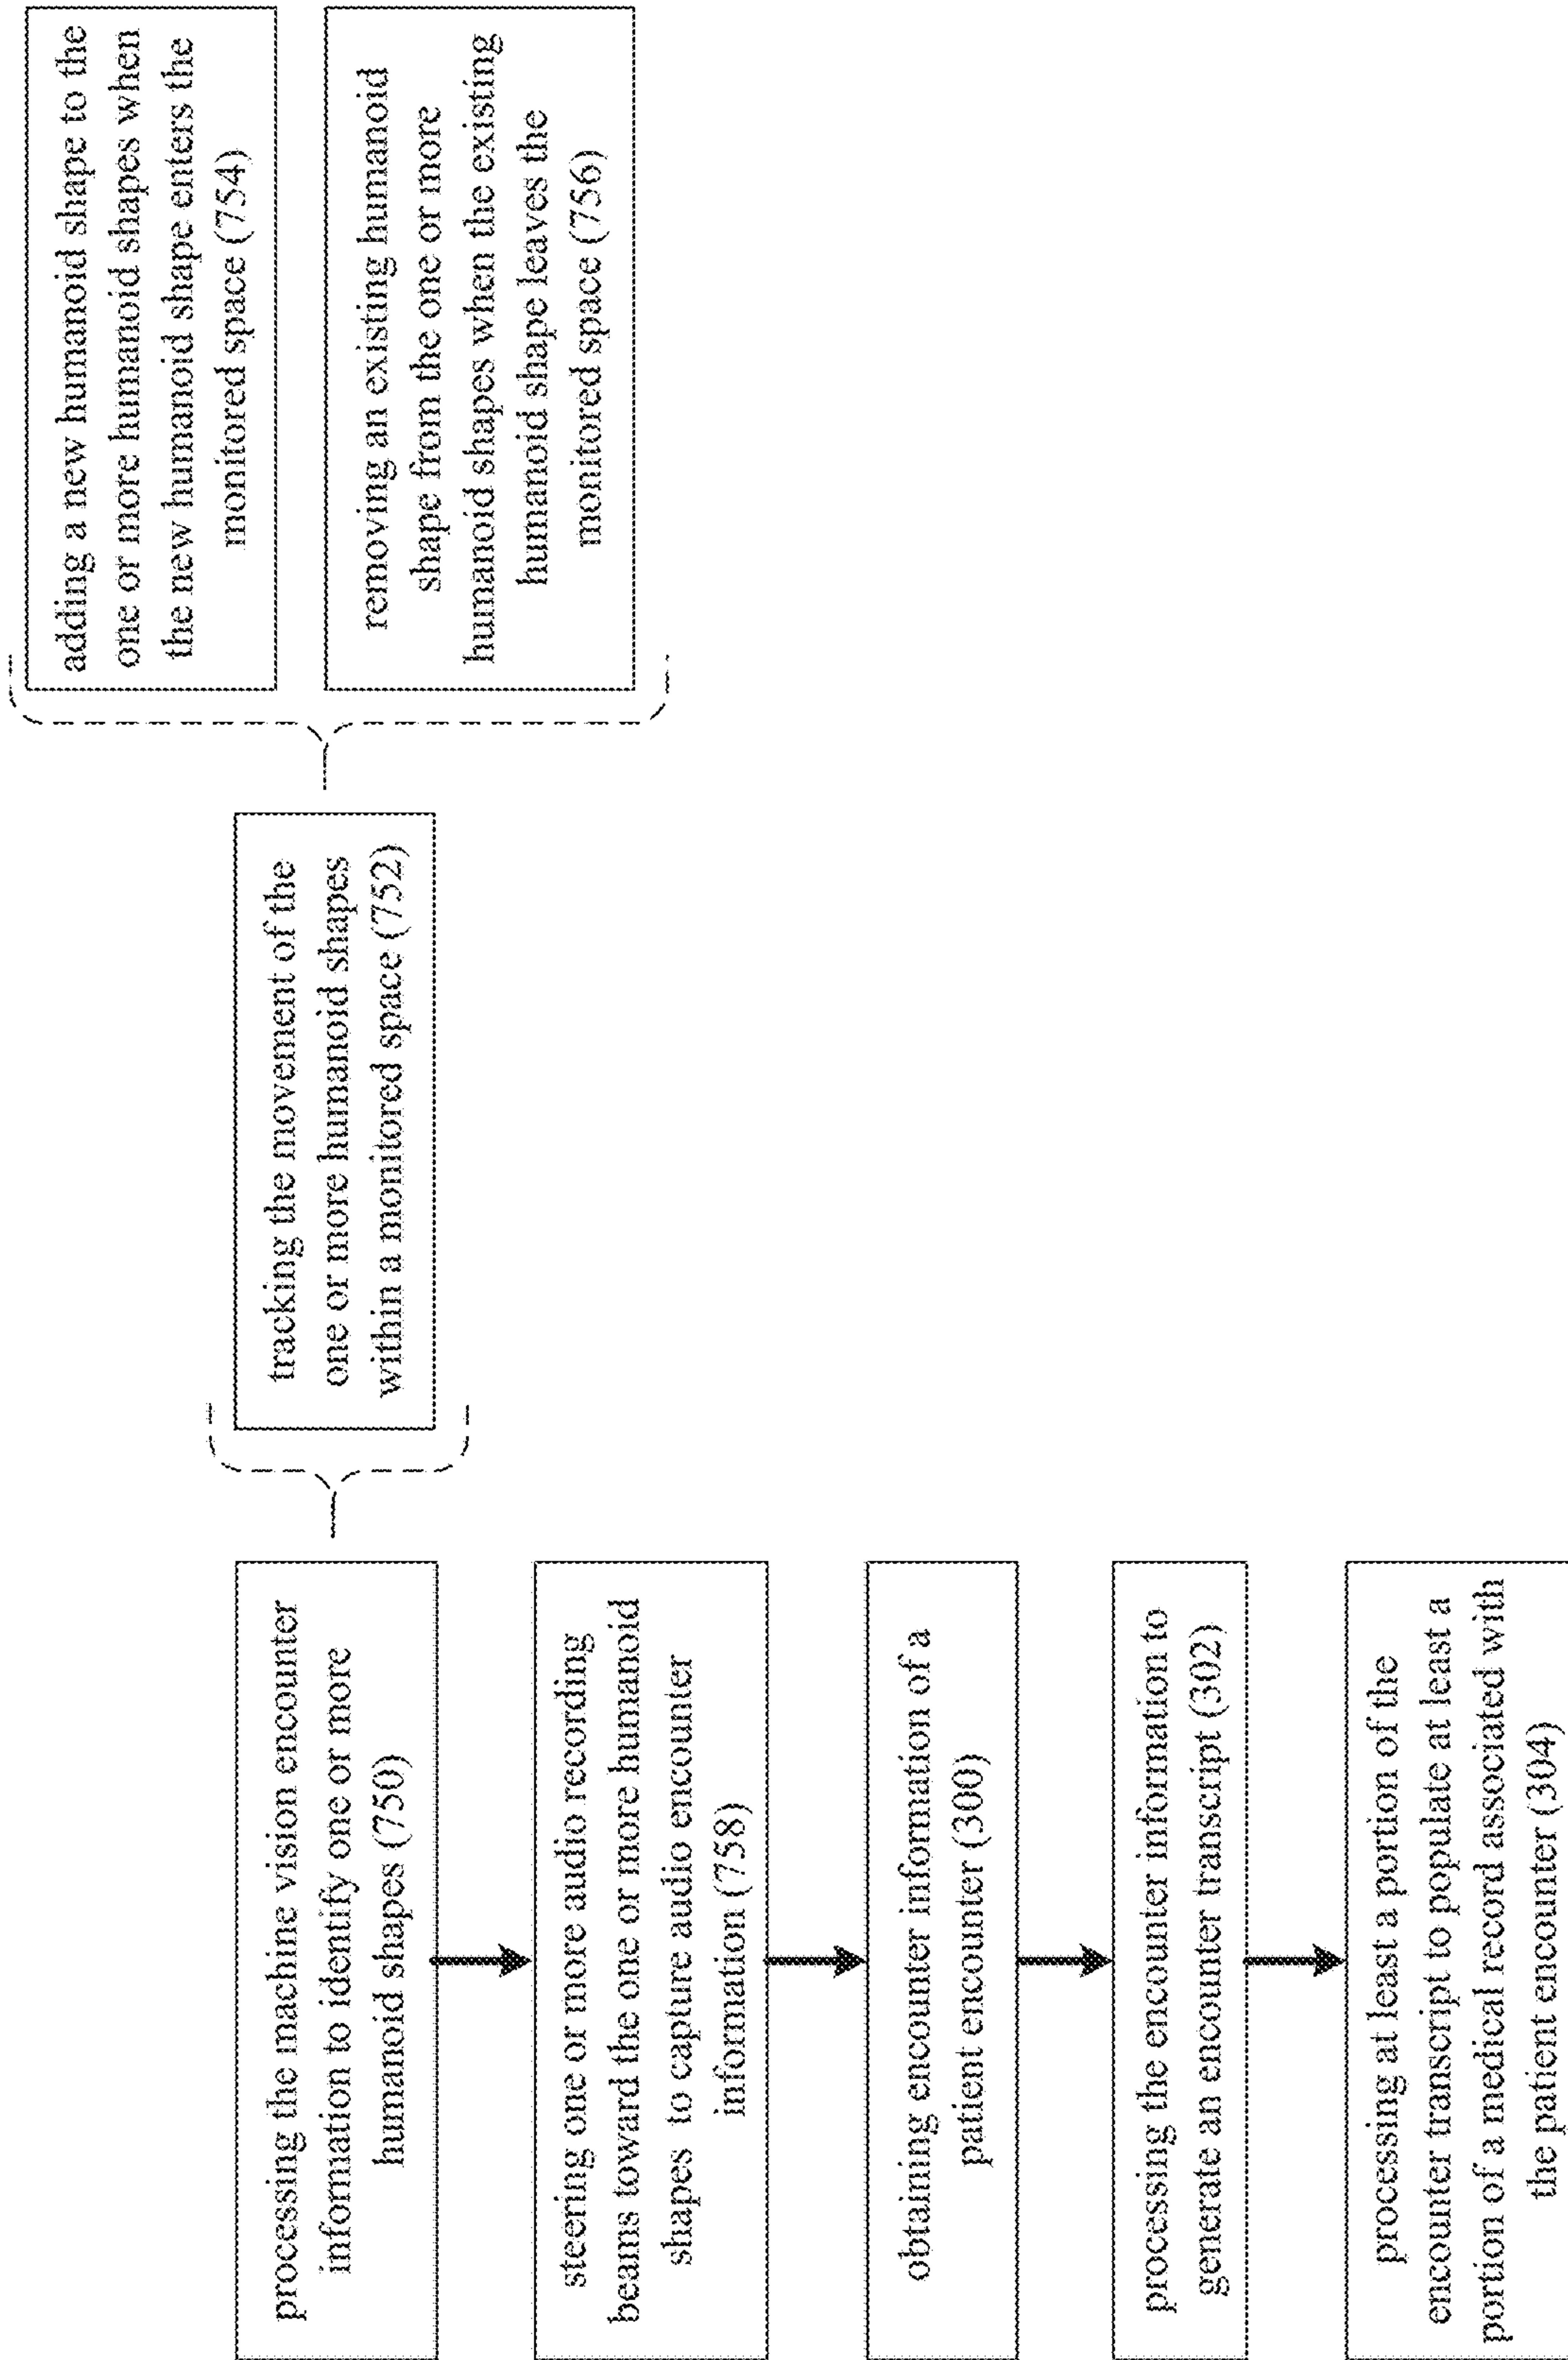 processing the machine vision encounter
information to identify one or more
humanoid shapes (750)
tracking the movement of the
one or more humanoid shapes
within a monitored space (752)
adding a new humanoid shape to the
one or more humanoid shapes when
the new humanoid shape enters the
monitored space (754)
removing an existing humanoid
shape from the one or more
humanoid shapes when the existing
humanoid shape leaves the
monitored space (756)
steering one or more audio recording
beams toward the one or more humanoid
shapes to capture audio encounter
information (758)
obtaining encounter information of a
patient encounter (300)
processing the encounter information to
generate an encounter transcript (302)
processing at least a portion of the
encounter transcript to populate at least a
portion of a medical record associated with
the patient encounter (304)